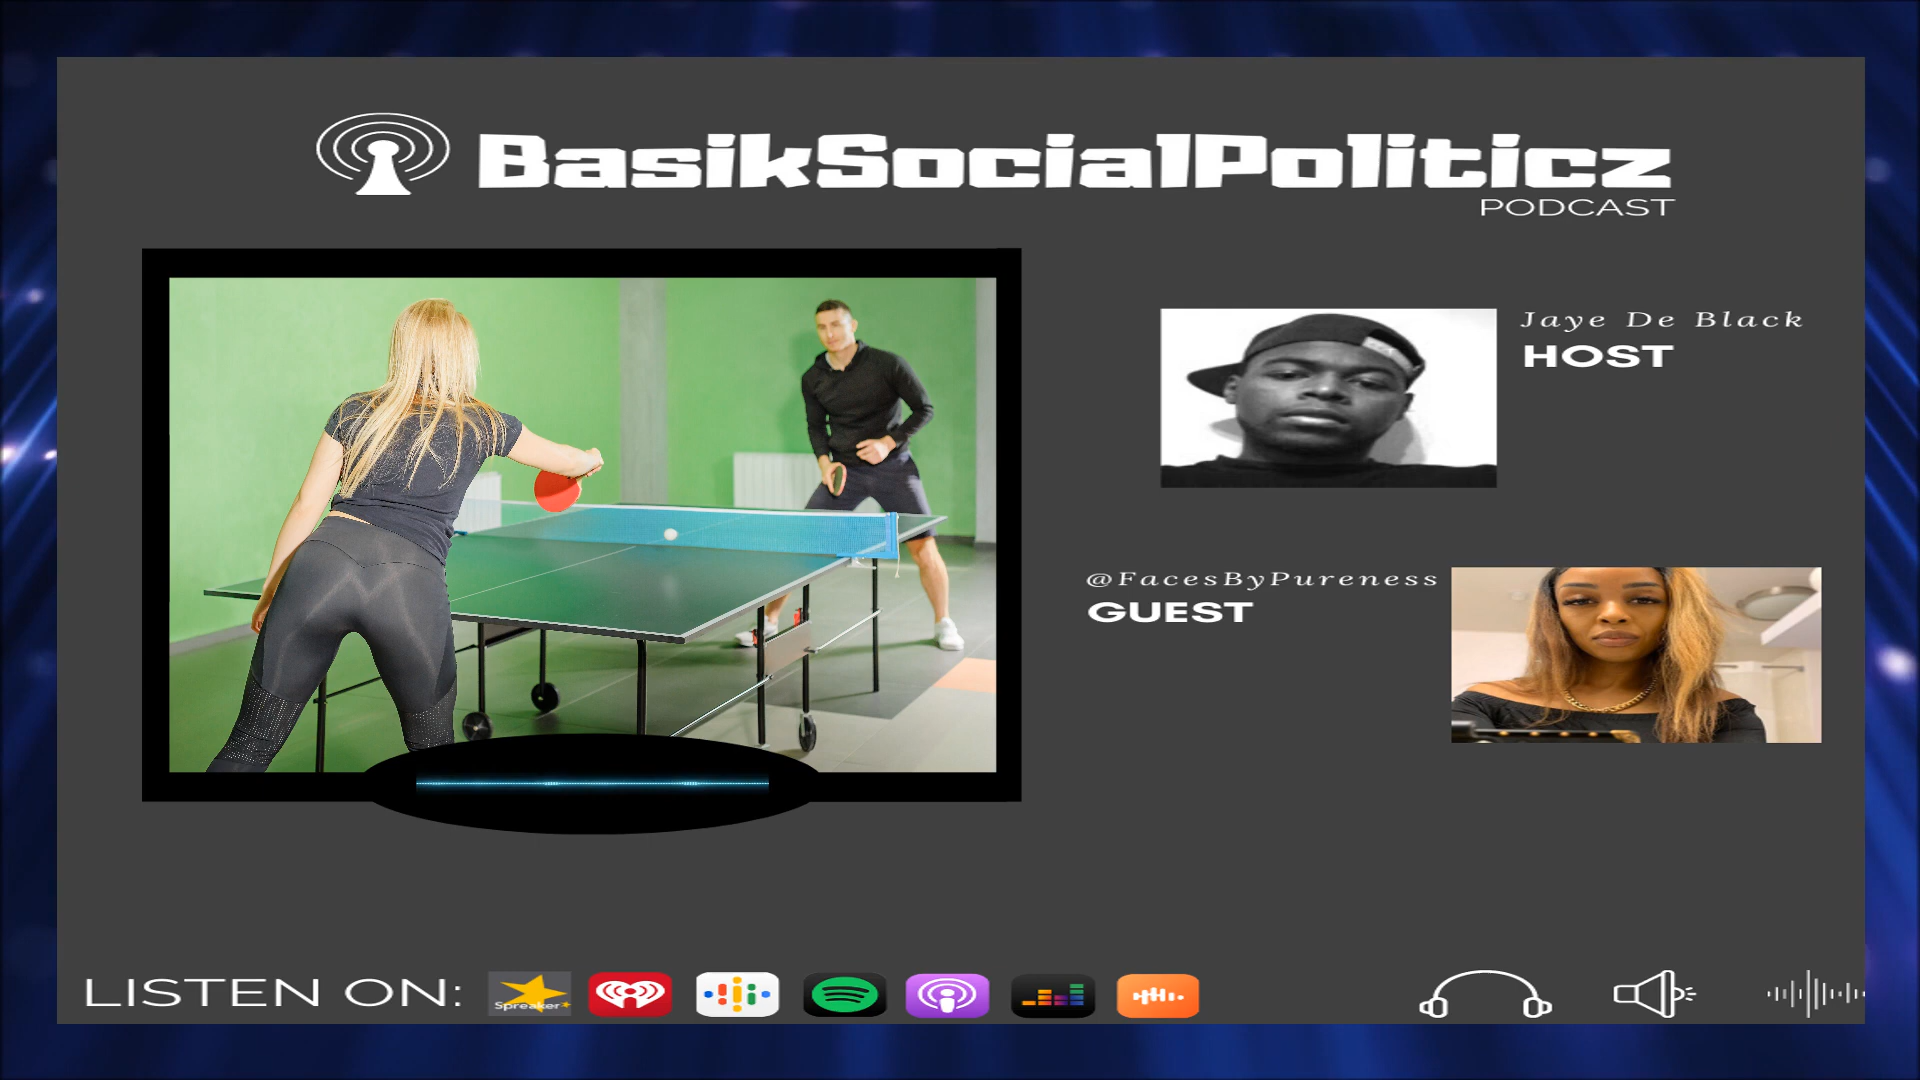 BasikSocialPoliticz
PODCAST
Jaye De Black
HOST
@FacesByPureness
GUEST
LISTEN ON:
Spreaker